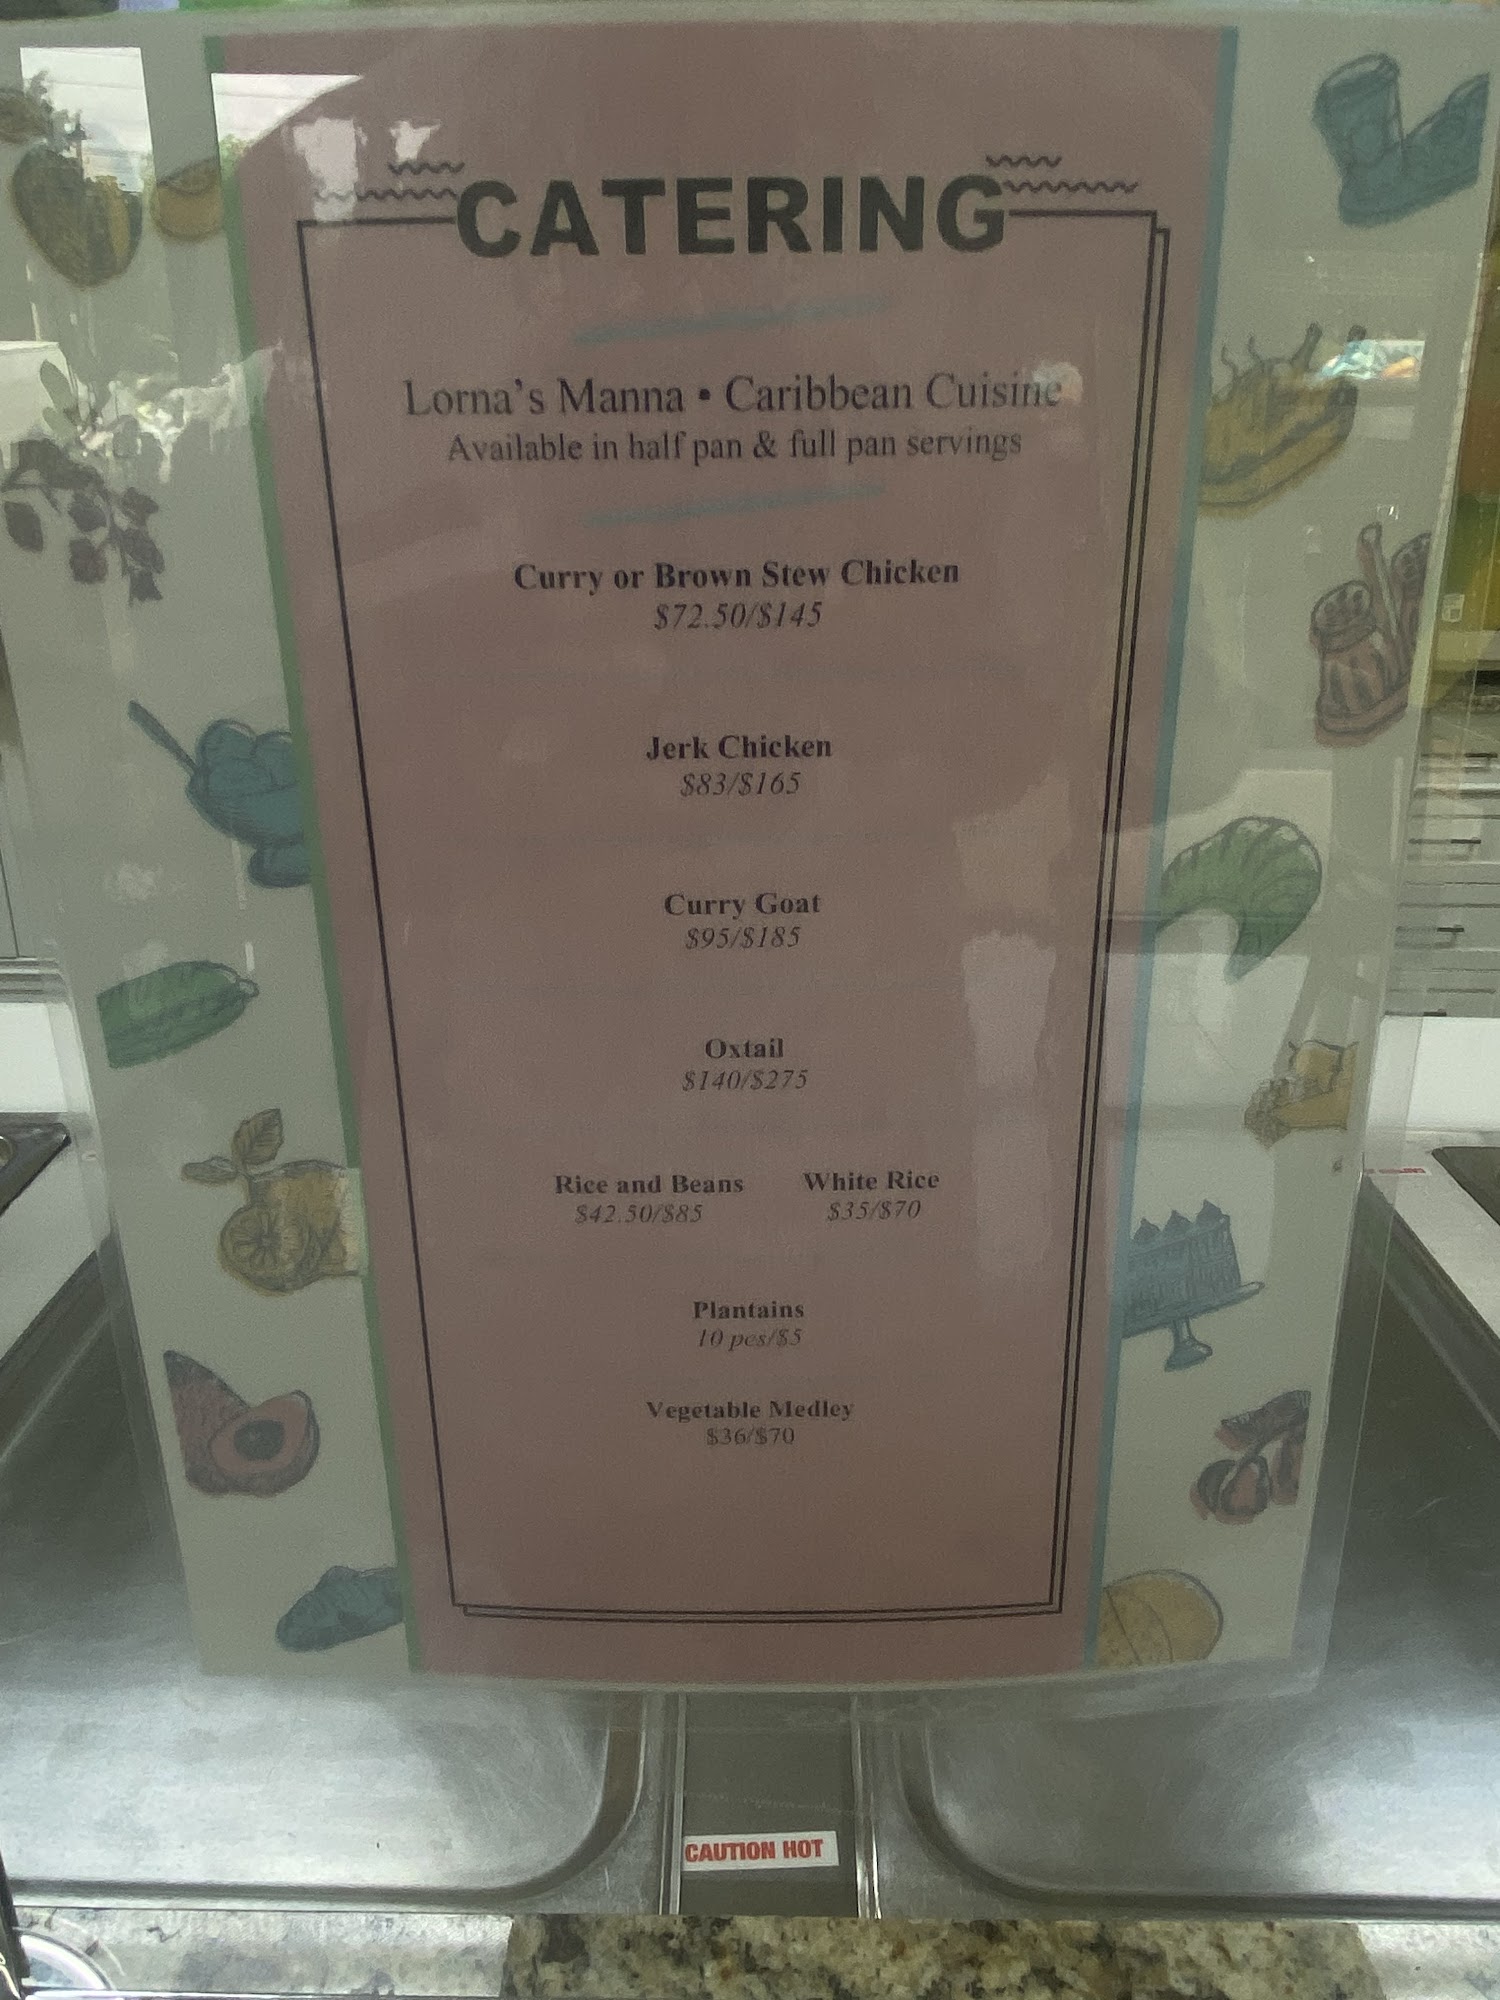 CATERING
Lorna's Manna • Caribbean Cuisine
Available in half pan & full pan servings
Curry or Brown Stew Chicken
$72.50/$145
Jerk Chicken
$83/$165
Curry Goat
$95/$185
Oxtail
$140/$275
Rice and Beans White Rice
$42.50/$85 $35/$70
Plantains
10 pcs/$5
Vegetable Medley
$36/$70
CAUTION HOT